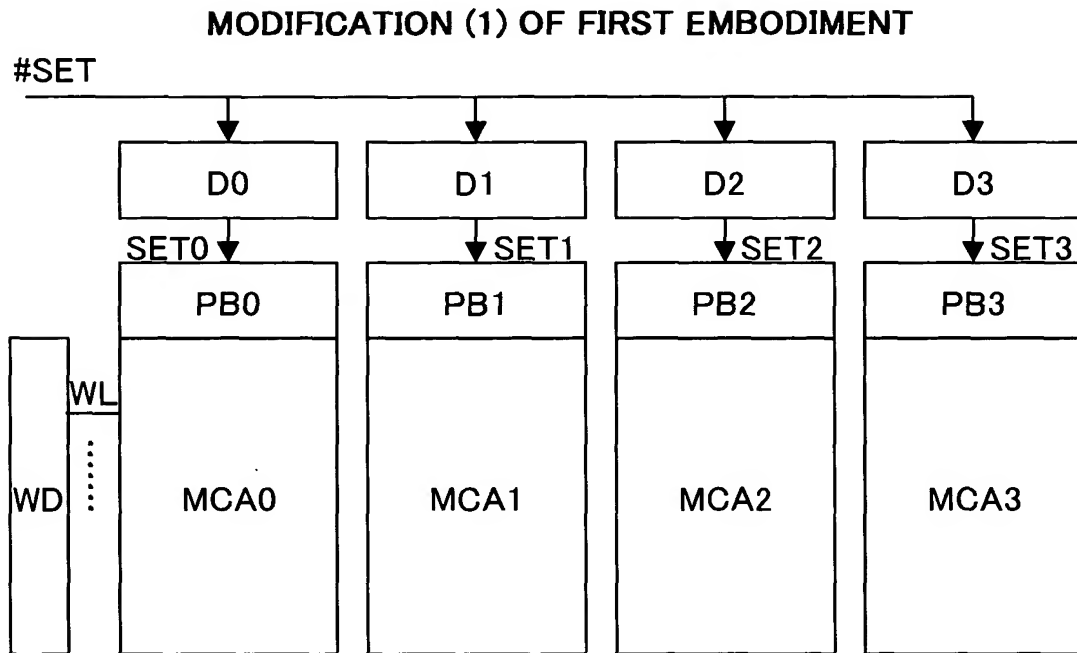 MODIFICATION (1) OF FIRST EMBODIMENT
#SET
D0 D1 D2 D3
SET0 SET1 SET2 SET3
PB0 PB1 PB2 PB3
WL
WD MCA0 MCA1 MCA2 MCA3